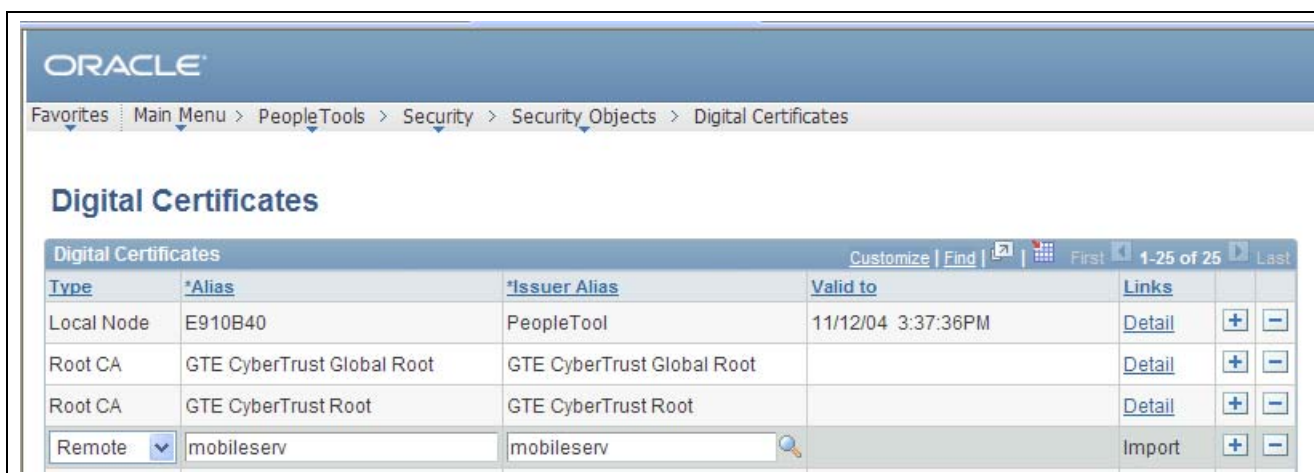 ORACLE
Favorites Main Menu > PeopleTools > Security > Security Objects > Digital Certificates
Digital Certificates
Digital Certificates Customize | Find | | First 1-25 of 25 Last
Type *Alias *Issuer Alias Valid to Links
Local Node E910B40 PeopleTool 11/12/04 3:37:36PM Detail
Root CA GTE CyberTrust Global Root GTE CyberTrust Global Root Detail
Root CA GTE CyberTrust Root GTE CyberTrust Root Detail
Remote mobileserv mobileserv Import